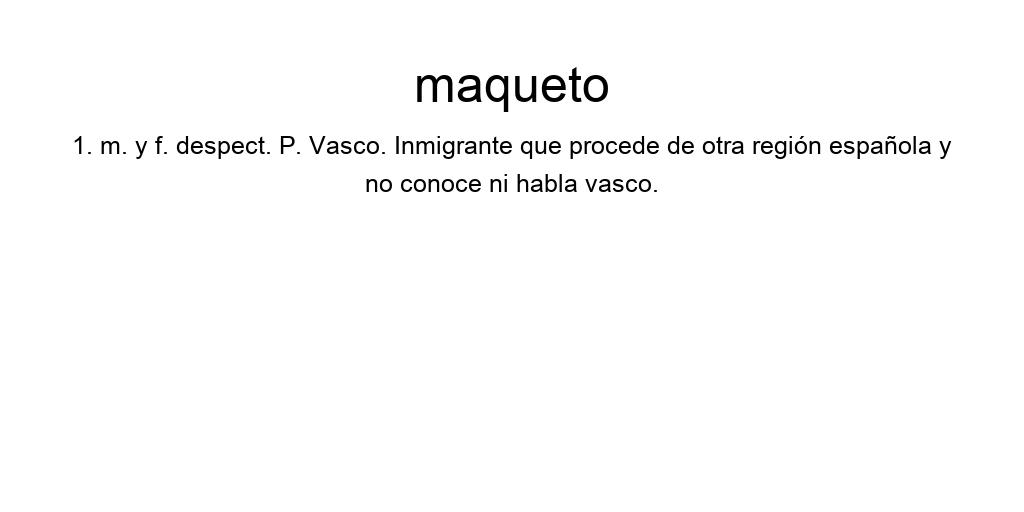 maqueto
1. m. y f. despect. P. Vasco. Inmigrante que procede de otra región española y
no conoce ni habla vasco.